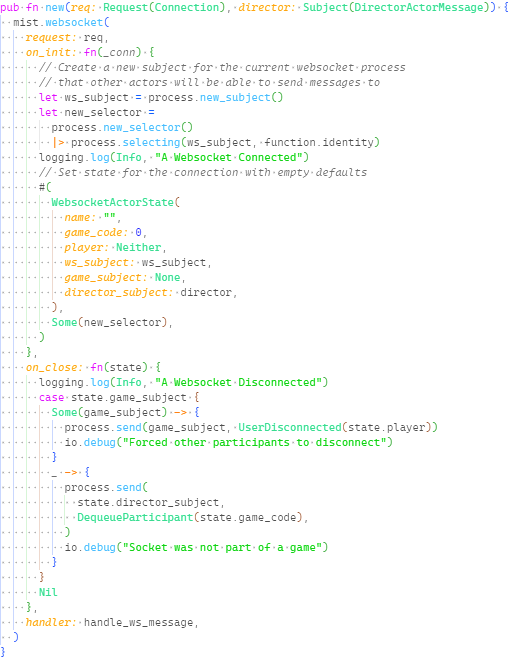 pub fn new(req: Request(Connection), director: Subject(DirectorActorMessage)) {
  mist.websocket(
    request: req,
    on_init: fn(_conn) {
      // Create a new subject for the current websocket process
      // that other actors will be able to send messages to
      let ws_subject = process.new_subject()
      let new_selector =
        process.new_selector()
        |> process.selecting(ws_subject, function.identity)
      logging.log(Info, "A Websocket Connected")
      // Set state for the connection with empty defaults
      #(
        WebsocketActorState(
          name: "",
          game_code: 0,
          player: Neither,
          ws_subject: ws_subject,
          game_subject: None,
          director_subject: director,
        ),
        Some(new_selector),
      )
    },
    on_close: fn(state) {
      logging.log(Info, "A Websocket Disconnected")
      case state.game_subject {
        Some(game_subject) -> {
          process.send(game_subject, UserDisconnected(state.player))
          io.debug("Forced other participants to disconnect")
        }
        _ -> {
          process.send(
            state.director_subject,
            DequeueParticipant(state.game_code),
          )
          io.debug("Socket was not part of a game")
        }
      }
      Nil
    },
    handler: handle_ws_message,
  )
}